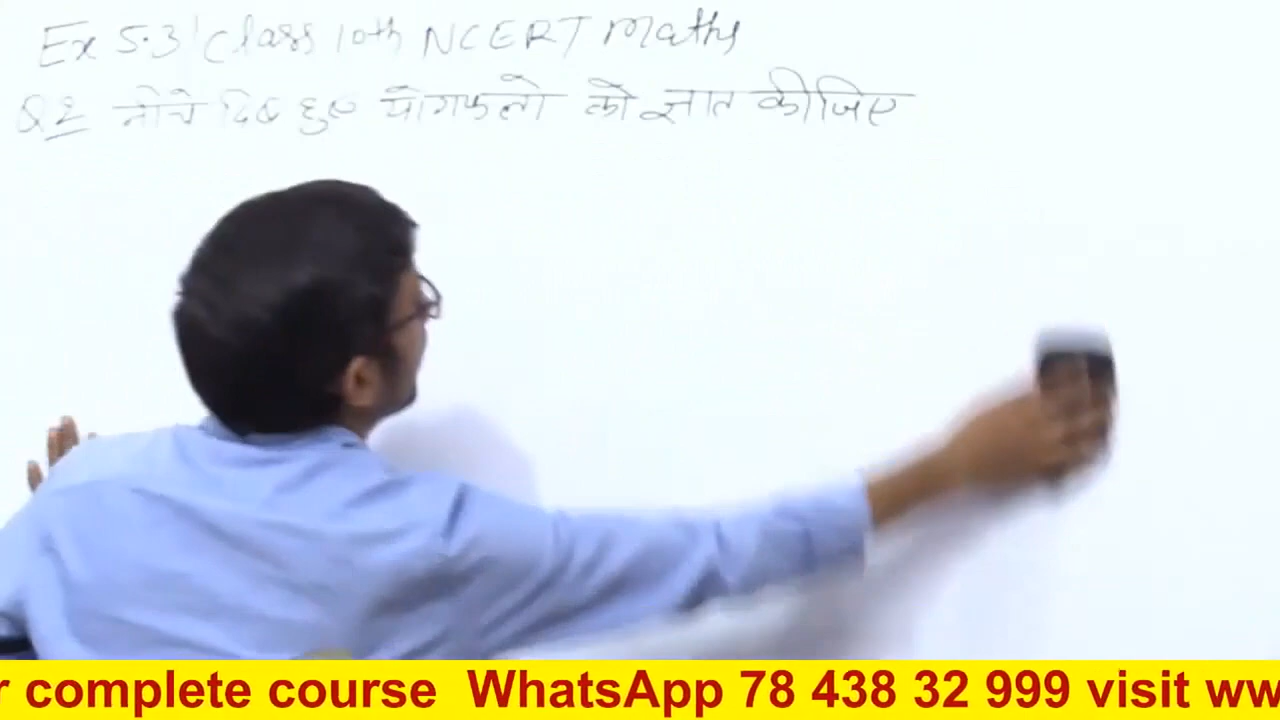 Ex 5.3 Class 10th NCERT Maths
Q2 नीचे दिए हुए योगफलो को ज्ञात कीजिए
r complete course WhatsApp 78 438 32 999 visit ww